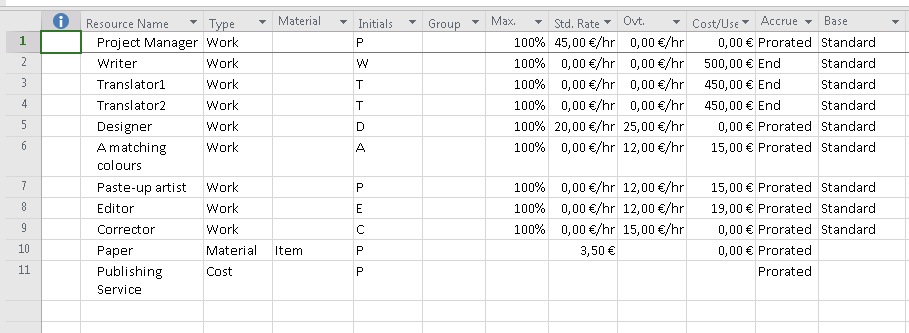 Resource Name Type Material Initials Group Max. Std. Rate Ovt. Cost/Use Accrue Base
1 Project Manager Work P 100% 45,00 €/hr 0,00 €/hr 0,00 € Prorated Standard
2 Writer Work W 100% 0,00 €/hr 0,00 €/hr 500,00 € End Standard
3 Translator1 Work T 100% 0,00 €/hr 0,00 €/hr 450,00 € End Standard
4 Translator2 Work T 100% 0,00 €/hr 0,00 €/hr 450,00 € End Standard
5 Designer Work D 100% 20,00 €/hr 25,00 €/hr 0,00 € Prorated Standard
6 A matching Work A 100% 0,00 €/hr 12,00 €/hr 15,00 € Prorated Standard
colours
7 Paste-up artist Work P 100% 0,00 €/hr 12,00 €/hr 15,00 € Prorated Standard
8 Editor Work E 100% 0,00 €/hr 12,00 €/hr 19,00 € Prorated Standard
9 Corrector Work C 100% 0,00 €/hr 15,00 €/hr 0,00 € Prorated Standard
10 Paper Material Item P 3,50 € 0,00 € Prorated
11 Publishing Cost P Prorated
Service